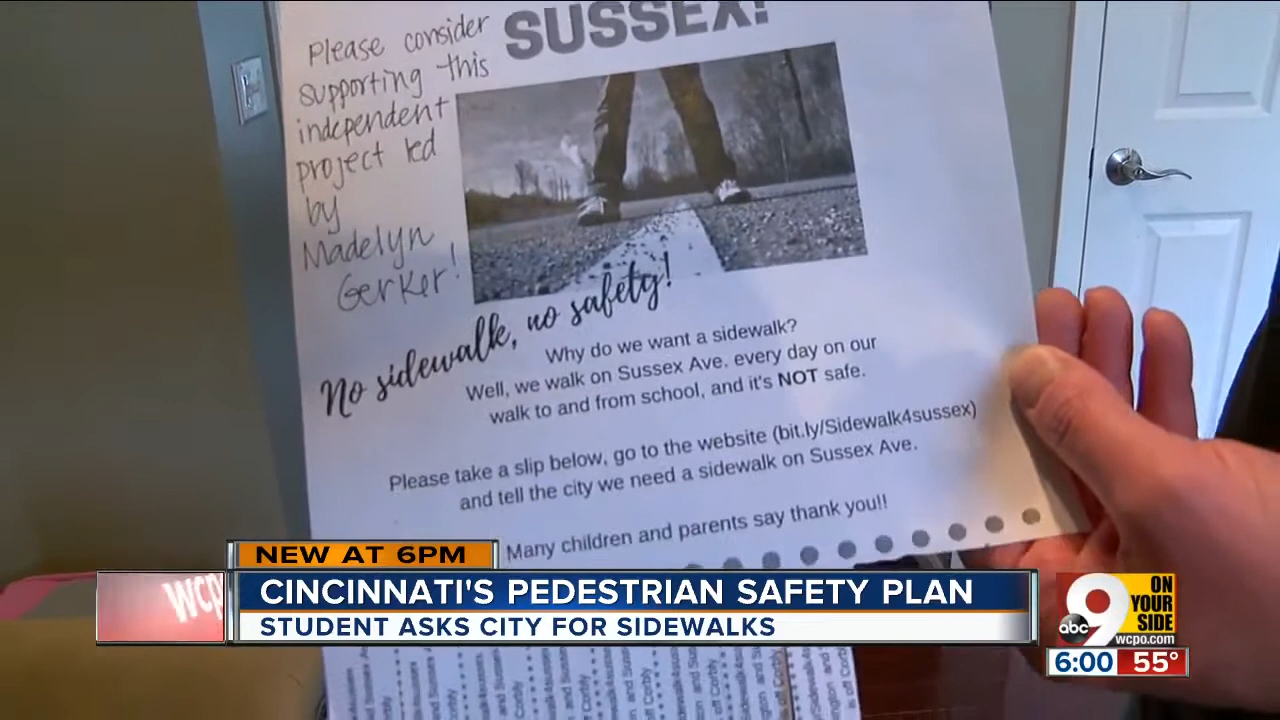 SUSSEX!
Please consider
supporting this
independent
project led
by
Madelyn
Gerker!
No sidewalk, no safety!
Why do we want a sidewalk?
Well, we walk on Sussex Ave. every day on our
walk to and from school, and it's NOT safe.
Please take a slip below, go to the website (bit.ly/Sidewalk4sussex)
and tell the city we need a sidewalk on Sussex Ave.
Many children and parents say thank you!!
NEW AT 6PM
wcp
CINCINNATI'S PEDESTRIAN SAFETY PLAN
STUDENT ASKS CITY FOR SIDEWALKS
abc 9 ON
YOUR
SIDE
wcpo.com
6:00 55°